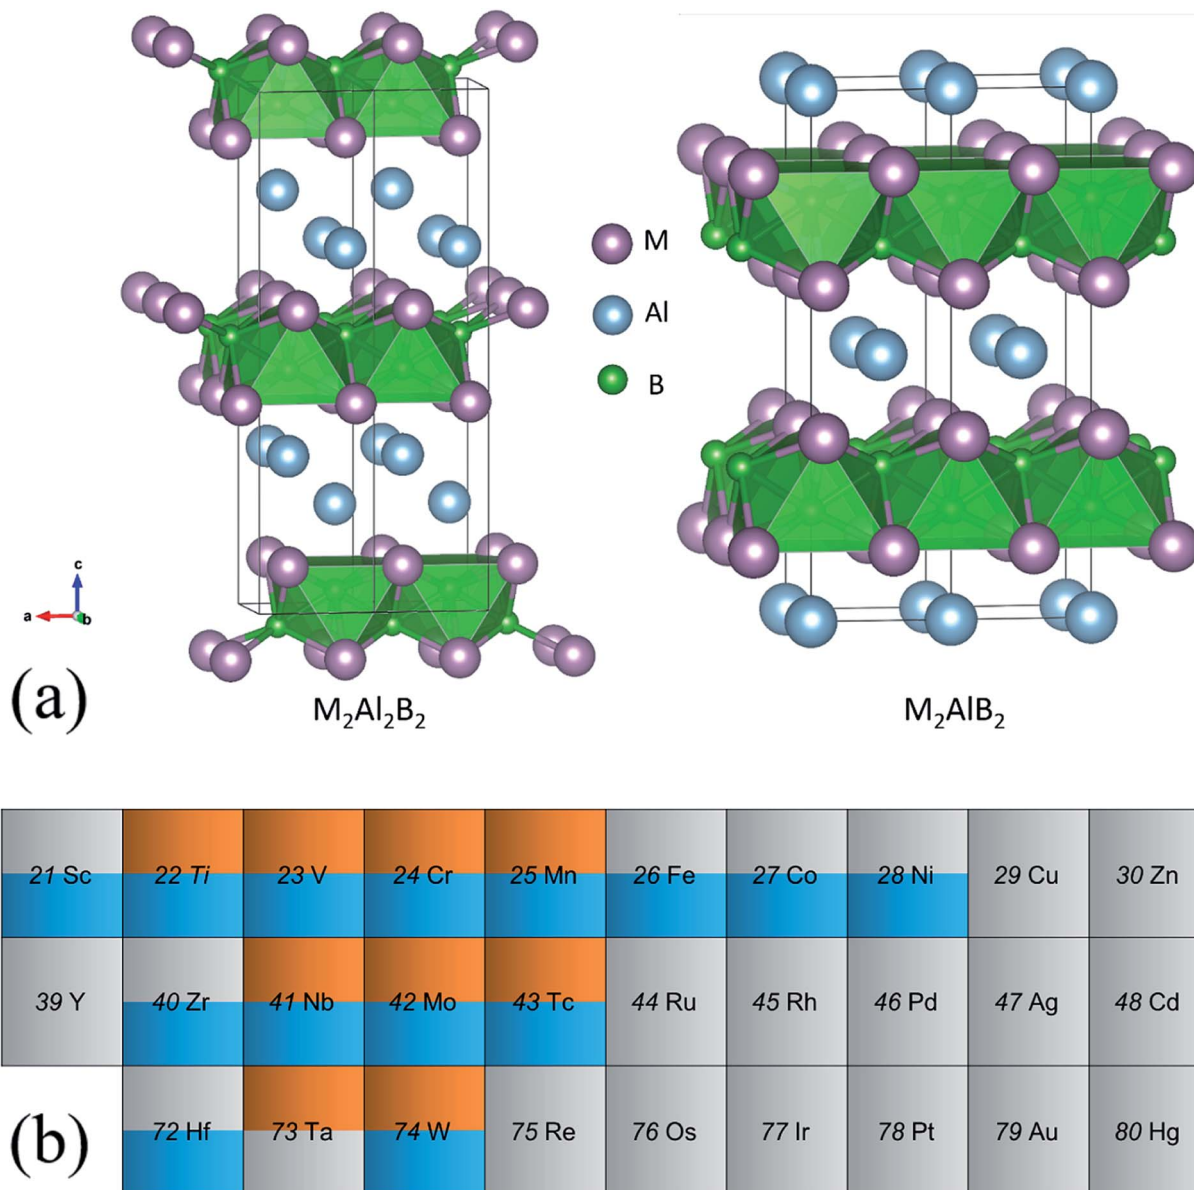 M
Al
B
c
a
b
(a)
M₂Al₂B₂
M₂AlB₂
21 Sc 22 Ti 23 V 24 Cr 25 Mn 26 Fe 27 Co 28 Ni 29 Cu 30 Zn
39 Y 40 Zr 41 Nb 42 Mo 43 Tc 44 Ru 45 Rh 46 Pd 47 Ag 48 Cd
(b)
72 Hf 73 Ta 74 W 75 Re 76 Os 77 Ir 78 Pt 79 Au 80 Hg